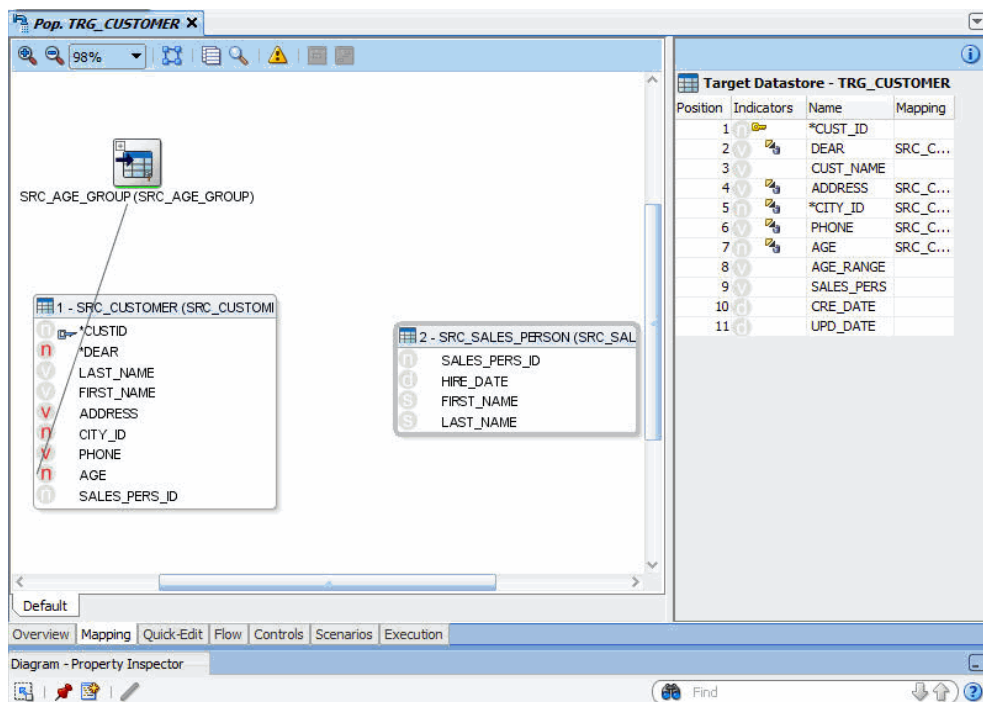 Pop. TRG_CUSTOMER
98%
SRC_AGE_GROUP (SRC_AGE_GROUP)
1 - SRC_CUSTOMER (SRC_CUSTOMI
n *CUSTID
n *DEAR
v LAST_NAME
v FIRST_NAME
v ADDRESS
n CITY_ID
v PHONE
n AGE
n SALES_PERS_ID
2 - SRC_SALES_PERSON (SRC_SAL
n SALES_PERS_ID
d HIRE_DATE
S FIRST_NAME
S LAST_NAME
Default
Target Datastore - TRG_CUSTOMER
Position Indicators Name Mapping
1 n *CUST_ID
2 v DEAR SRC_C...
3 v CUST_NAME
4 v ADDRESS SRC_C...
5 n *CITY_ID SRC_C...
6 v PHONE SRC_C...
7 n AGE SRC_C...
8 v AGE_RANGE
9 v SALES_PERS
10 d CRE_DATE
11 d UPD_DATE
Overview Mapping Quick-Edit Flow Controls Scenarios Execution
Diagram - Property Inspector
Find